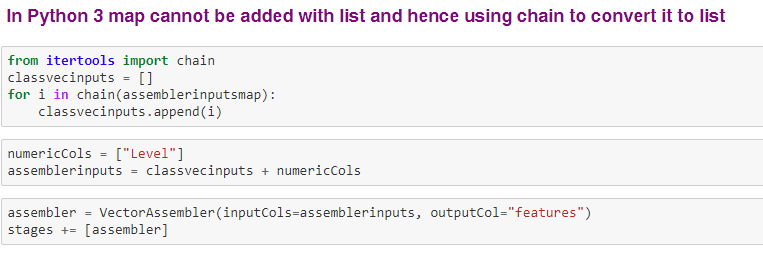 In Python 3 map cannot be added with list and hence using chain to convert it to list
from itertools import chain
classvecinputs = []
for i in chain(assemblerinputsmap):
    classvecinputs.append(i)
numericCols = ["Level"]
assemblerinputs = classvecinputs + numericCols
assembler = VectorAssembler(inputCols=assemblerinputs, outputCol="features")
stages += [assembler]